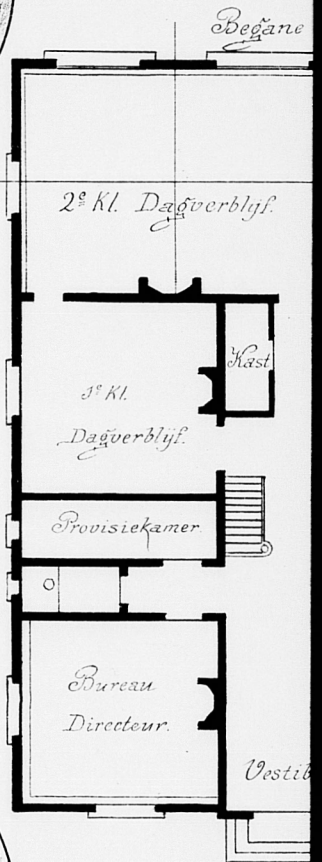 Begane
2e Kl. Dagverblijf.
Kast
1e Kl.
Dagverblijf.
Provisiekamer.
Bureau
Directeur.
Vestib